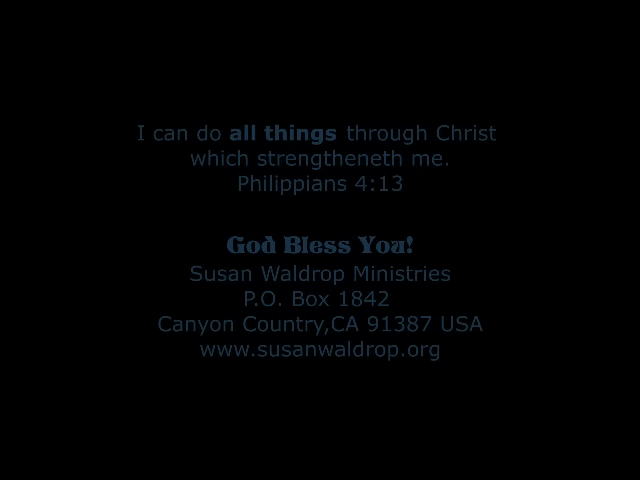 I can do all things through Christ
which strengtheneth me.
Philippians 4:13
God Bless You!
Susan Waldrop Ministries
P.O. Box 1842
Canyon Country,CA 91387 USA
www.susanwaldrop.org